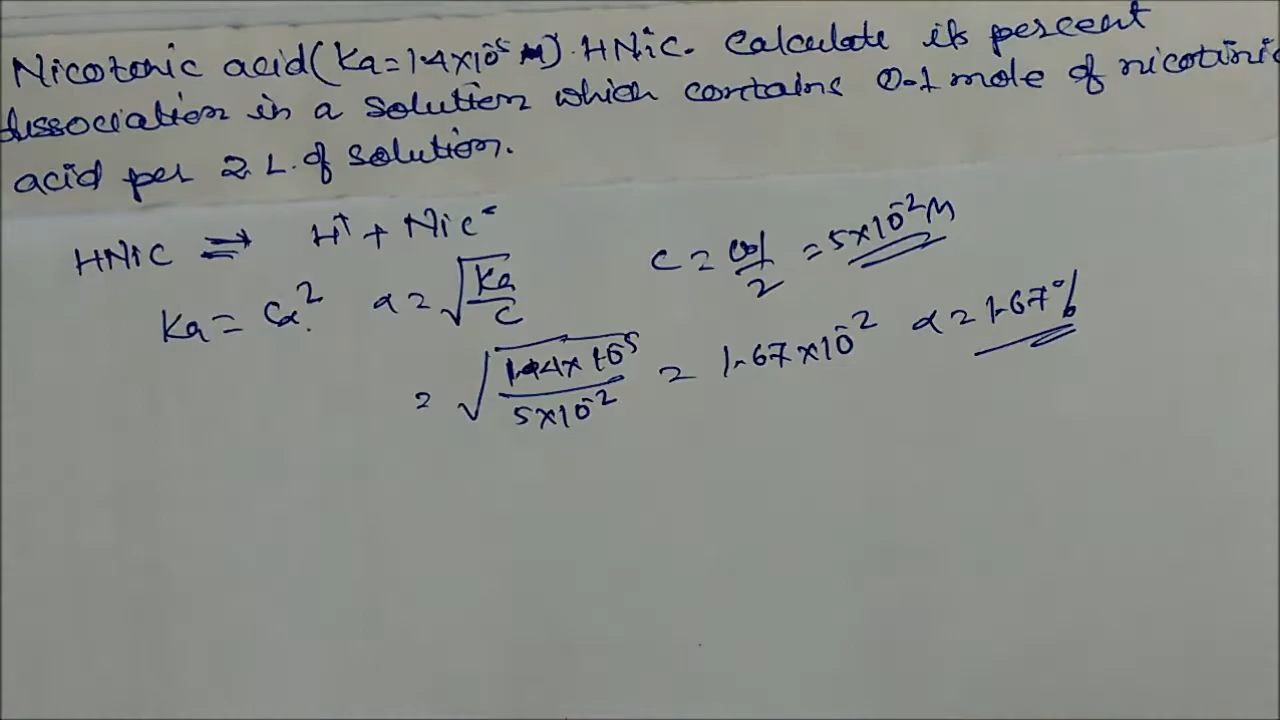 Nicotonic acid (Ka = 1.4 × 10⁻⁵ M) · HNiC. Calculate its percent
dissociation in a solution which contains 0.1 mole of nicotinic
acid per 2 L. of solution.
HNiC ⇌ H⁺ + Nic⁻
C = 0.1/2 = 5×10⁻² M
Ka = Cα² α = √(Ka/C)
= √(1.4×10⁻⁵/5×10⁻²) = 1.67×10⁻² α = 1.67%